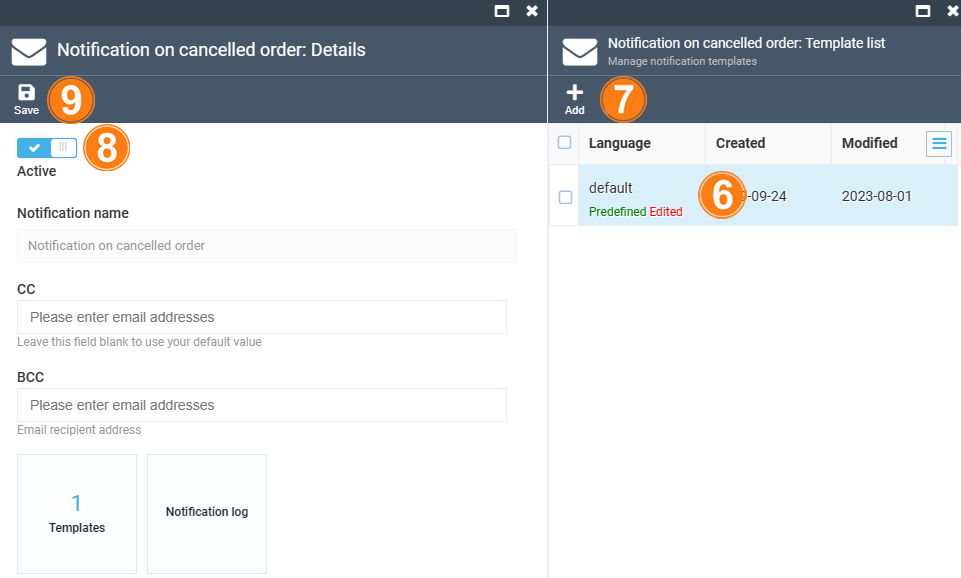 Notification on cancelled order: Details
Save
9
8
Active
Notification name
Notification on cancelled order
CC
Please enter email addresses
Leave this field blank to use your default value
BCC
Please enter email addresses
Email recipient address
1
Templates
Notification log
Notification on cancelled order: Template list
Manage notification templates
Add
7
Language Created Modified
default
Predefined Edited
6
-09-24
2023-08-01